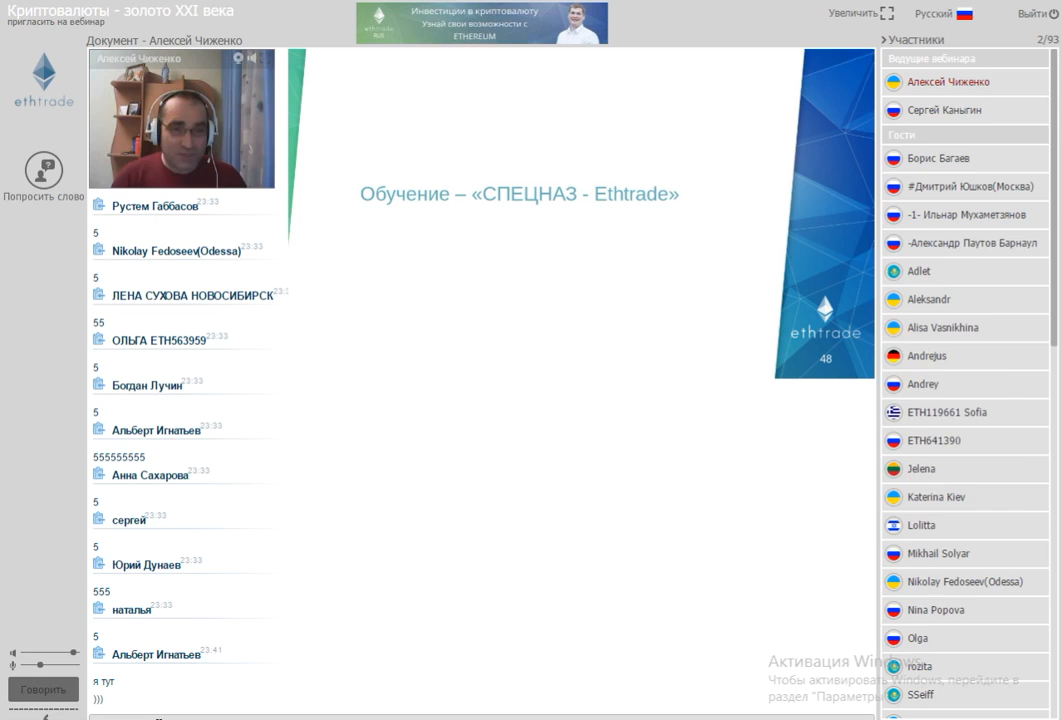 Криптовалюты - золото XXI века
пригласить на вебинар
Инвестиции в криптовалюту
Узнай свои возможности с
ETHEREUM
Увеличить
Русский
Выйти
Документ - Алексей Чиженко
Участники
2/93
ethtrade
Попросить слово
Говорить
Алексей Чиженко
Рустем Габбасов 23:33
5
Nikolay Fedoseev(Odessa) 23:33
5
ЛЕНА СУХОВА НОВОСИБИРСК
55
ОЛЬГА ETH563959 23:33
5
Богдан Лучин 23:33
5
Альберт Игнатьев 23:33
555555555
Анна Сахарова 23:33
5
сергей 23:33
5
Юрий Дунаев 23:33
555
наталья 23:33
5
Альберт Игнатьев 23:41
я тут
)))
Обучение – «СПЕЦНАЗ - Ethtrade»
ethtrade
48
Активация Windows
Чтобы активировать Windows, перейдите в
раздел "Параметры
Ведущие вебинара
Алексей Чиженко
Сергей Каныгин
Гости
Борис Багаев
#Дмитрий Юшков(Москва)
-1- Ильнар Мухаметзянов
-Александр Паутов Барнаул
Adlet
Aleksandr
Alisa Vasnikhina
Andrejus
Andrey
ETH119661 Sofia
ETH641390
Jelena
Katerina Kiev
Lolitta
Mikhail Solyar
Nikolay Fedoseev(Odessa)
Nina Popova
Olga
rozita
SSeiff